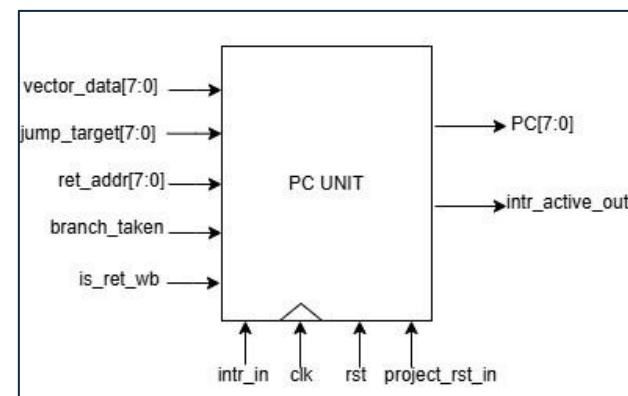 vector_data[7:0]
jump_target[7:0]
ret_addr[7:0]
branch_taken
is_ret_wb
PC UNIT
PC[7:0]
intr_active_out
intr_in clk rst project_rst_in